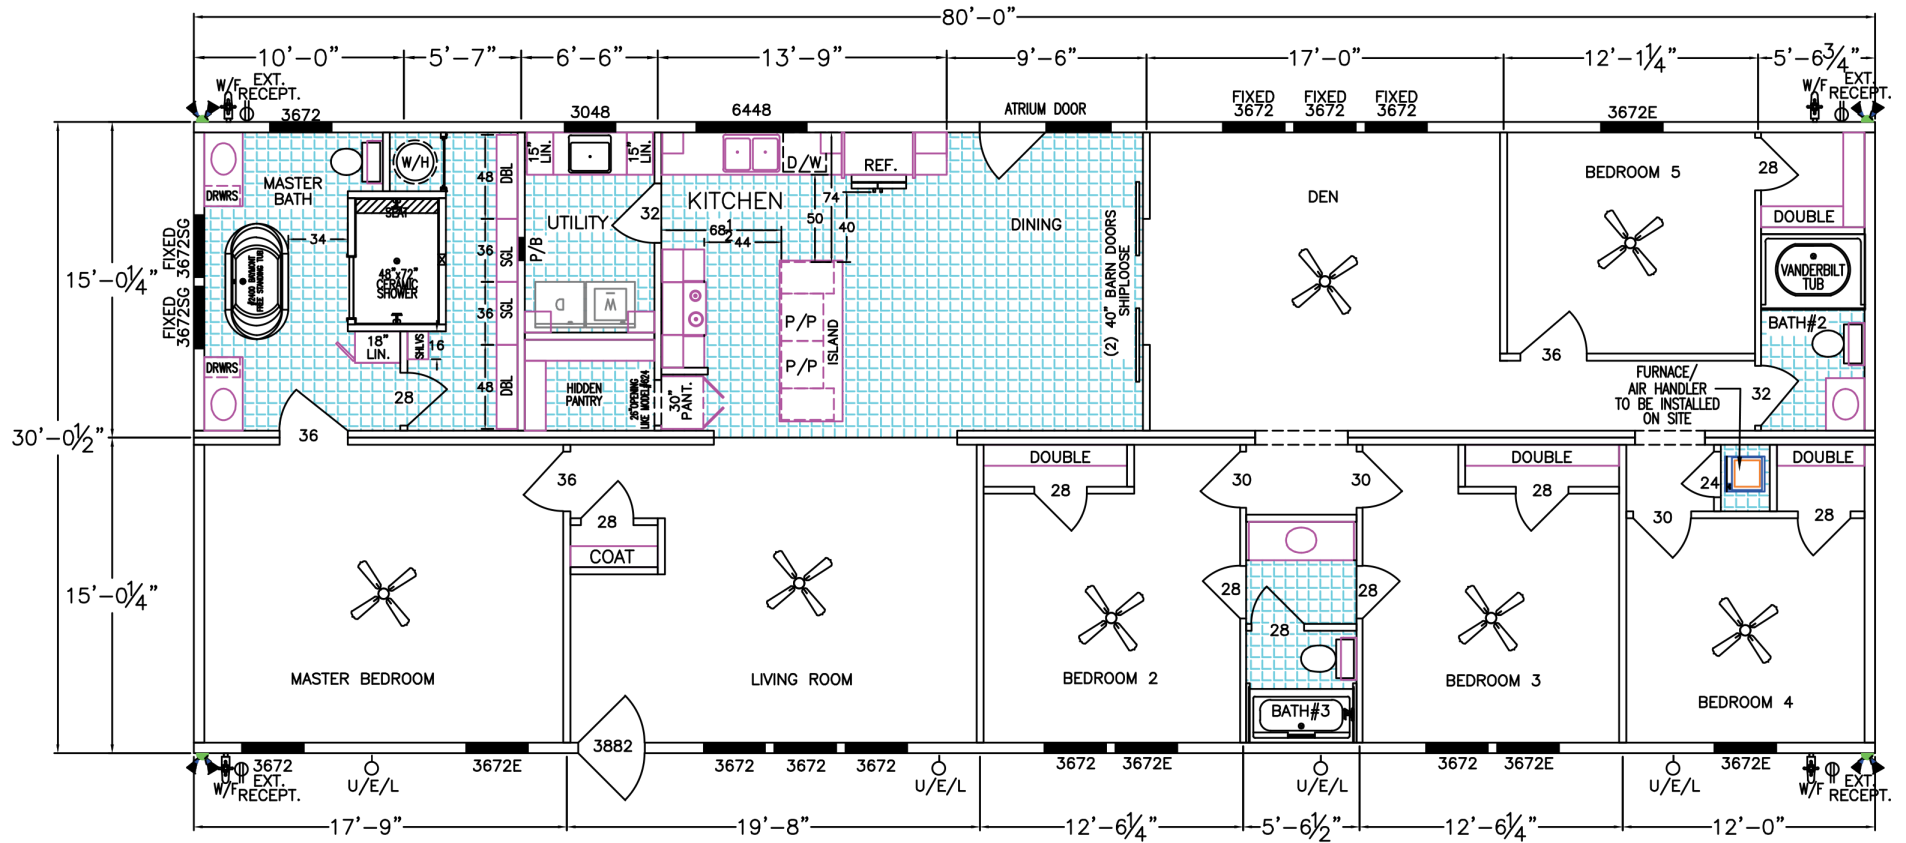 80'-0"
10'-0" 5'-7" 6'-6" 13'-9" 9'-6" 17'-0" 12'-1¼" 5'-6¾"
W/F EXT. RECEPT.
3672
3048
6448
ATRIUM DOOR
FIXED 3672
FIXED 3672
FIXED 3672
3672E
W/F EXT. RECEPT.
15'-0¼"
30'-0½"
15'-0¼"
DRWRS
MASTER BATH
W/H
SEAT
48"x72" CERAMIC SHOWER
34
FIXED 3672SG
FIXED 3672SG
FREE STANDING TUB
DRWRS
18" LIN.
SHLVS
16
28
36
48 DBL
36 SGL
36 SGL
48 DBL
15" LIN.
15" LIN.
UTILITY
P/B
32
D
W
HIDDEN PANTRY
26" OPENING
30" PANT.
KITCHEN
D/W
REF.
74
50
40
68½
44
P/P
P/P
ISLAND
DINING
(2) 40" BARN DOORS SHIPLOOSE
DEN
BEDROOM 5
28
DOUBLE
VANDERBILT TUB
BATH#2
36
32
FURNACE/
AIR HANDLER
TO BE INSTALLED
ON SITE
36
28
COAT
MASTER BEDROOM
LIVING ROOM
DOUBLE
28
30
30
BEDROOM 2
28
28
28
BATH#3
DOUBLE
28
BEDROOM 3
24
30
DOUBLE
28
BEDROOM 4
3672
3672E
3882
3672
3672
3672
3672
3672E
3672
3672E
3672E
W/F EXT. RECEPT.
U/E/L
U/E/L
U/E/L
U/E/L
W/F EXT. RECEPT.
17'-9" 19'-8" 12'-6¼" 5'-6½" 12'-6¼" 12'-0"